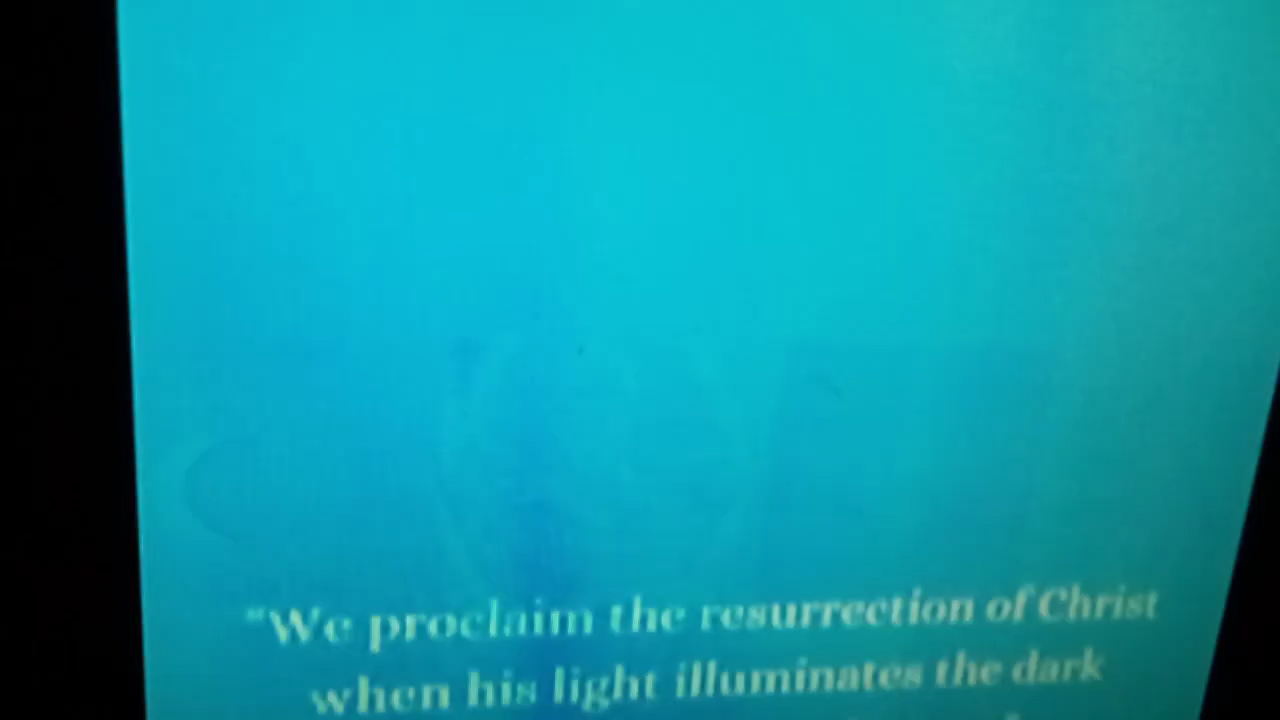 "We proclaim the resurrection of Christ
when his light illuminates the dark